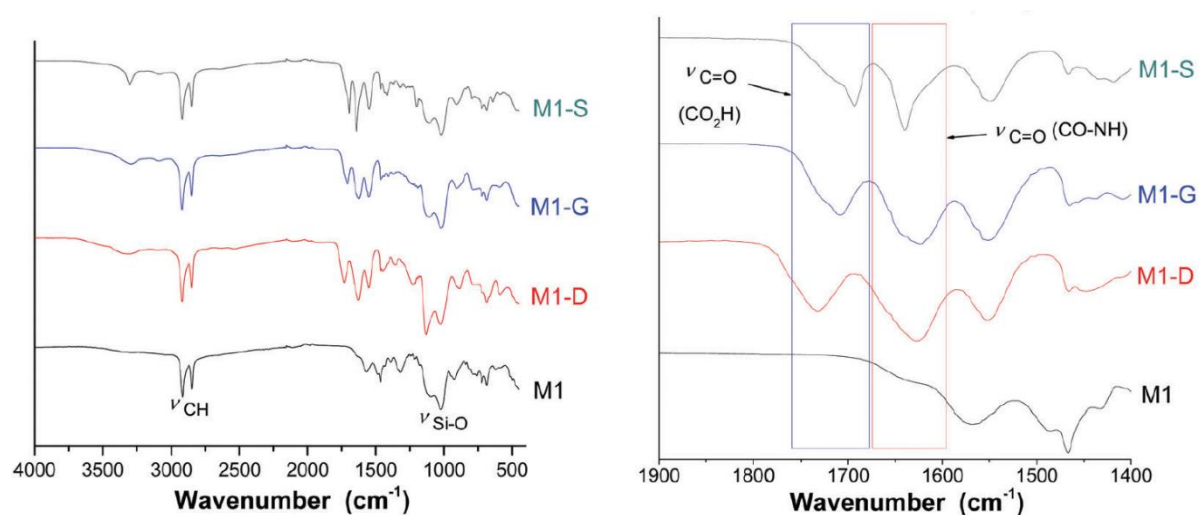 M1-S
M1-G
M1-D
M1
νCH
νSi-O
4000 3500 3000 2500 2000 1500 1000 500
Wavenumber (cm-1)
νC=O
(CO2H)
νC=O (CO-NH)
M1-S
M1-G
M1-D
M1
1900 1800 1700 1600 1500 1400
Wavenumber (cm-1)